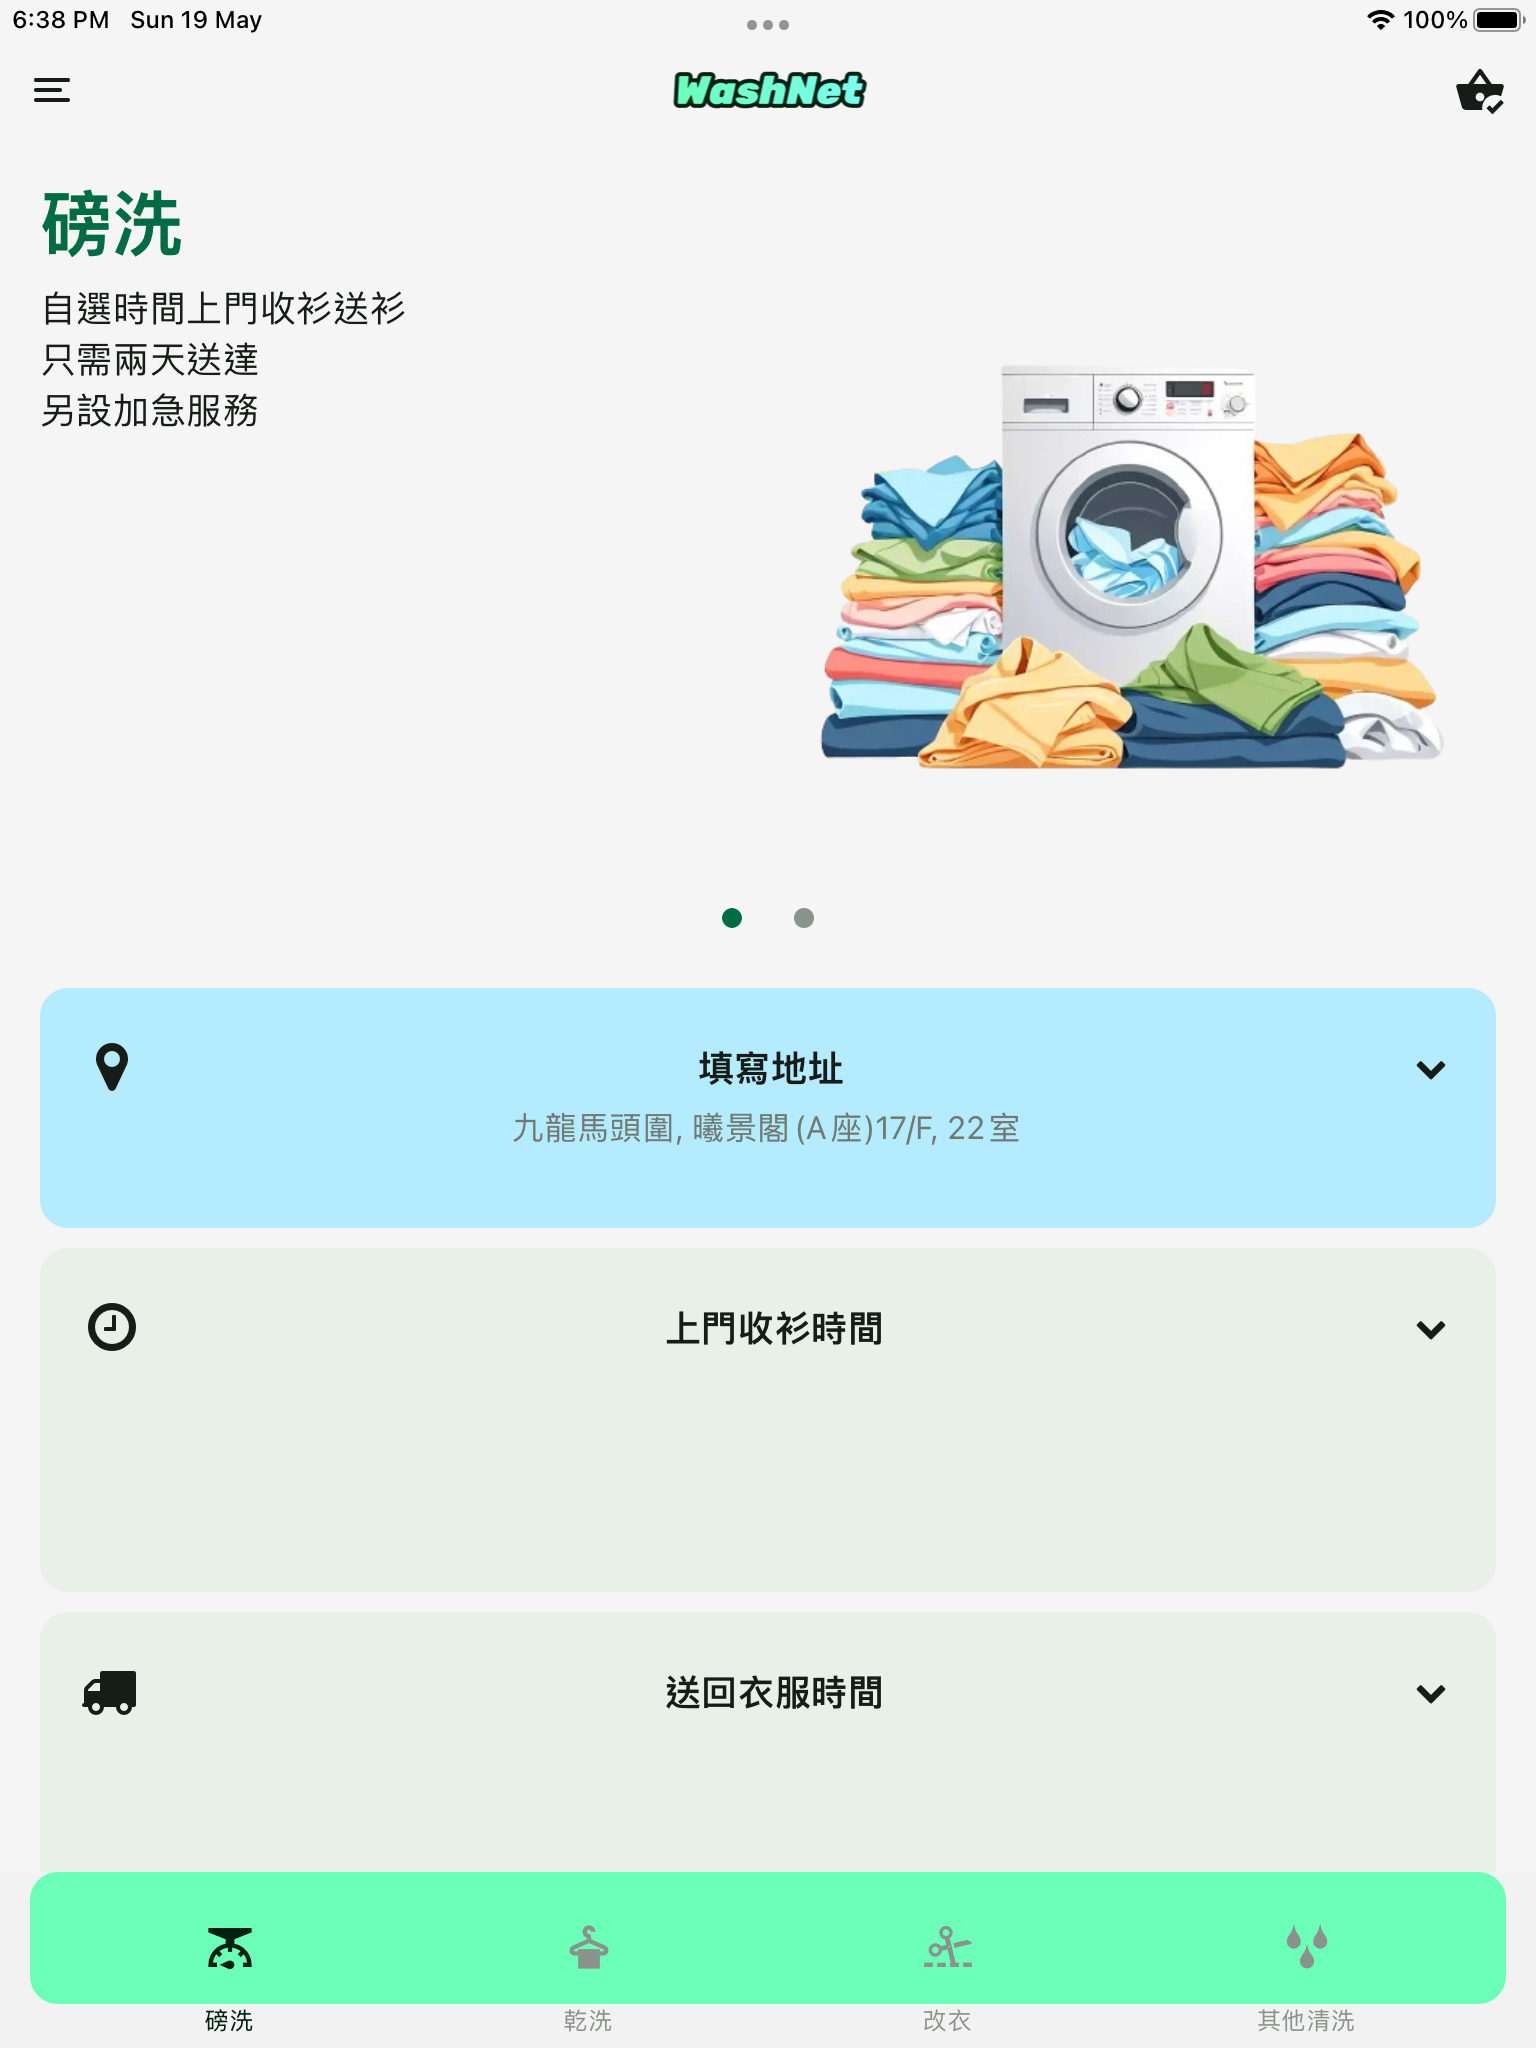 6:38 PM Sun 19 May
100%
WashNet
磅洗
自選時間上門收衫送衫
只需兩天送達
另設加急服務
填寫地址
九龍馬頭圍, 曦景閣(A座)17/F, 22室
上門收衫時間
送回衣服時間
磅洗
乾洗
改衣
其他清洗